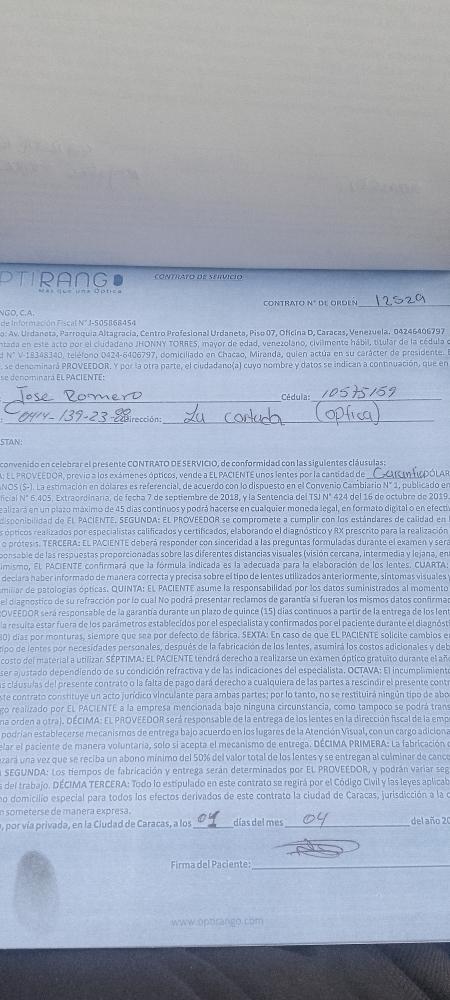 OPTIRANGO
Más que una Óptica
CONTRATO DE SERVICIO
CONTRATO N° DE ORDEN 12529
NGO, C.A.
de Información Fiscal N° J-505868454
o: Av. Urdaneta, Parroquia Altagracia, Centro Profesional Urdaneta, Piso 07, Oficina D, Caracas, Venezuela. 04246406797
ntada en este acto por el ciudadano JHONNY TORRES, mayor de edad, venezolano, civilmente hábil, titular de la cédula d
d N° V-18348340, teléfono 0424-6406797, domiciliado en Chacao, Miranda, quien actúa en su carácter de presidente. E
, se denominará PROVEEDOR. Y por la otra parte, el ciudadano(a) cuyo nombre y datos se indican a continuación, que en
se denominará EL PACIENTE:
Jose Romero Cédula: 10575159
0414-139-23-98 Dirección: La cortada (optica)
STAN:
convenido en celebrar el presente CONTRATO DE SERVICIO, de conformidad con las siguientes cláusulas:
: EL PROVEEDOR, previo a los exámenes ópticos, vende a EL PACIENTE unos lentes por la cantidad de Garantia DÓLAR
ANOS ($-). La estimación en dólares es referencial, de acuerdo con lo dispuesto en el Convenio Cambiario N° 1, publicado en
ficial N° 6.405, Extraordinaria, de fecha 7 de septiembre de 2018, y la Sentencia del TSJ N° 424 del 16 de octubre de 2019,
ealizará en un plazo máximo de 45 días continuos y podrá hacerse en cualquier moneda legal, en formato digital o en efecti
disponibilidad de EL PACIENTE. SEGUNDA: EL PROVEEDOR se compromete a cumplir con los estándares de calidad en l
s ópticos realizados por especialistas calificados y certificados, elaborando el diagnóstico y RX prescrito para la realización
o prótesis. TERCERA: EL PACIENTE deberá responder con sinceridad a las preguntas formuladas durante el examen y será
ponsable de las respuestas proporcionadas sobre las diferentes distancias visuales (visión cercana, intermedia y lejana, en
imismo, EL PACIENTE confirmará que la fórmula indicada es la adecuada para la elaboración de los lentes. CUARTA:
declara haber informado de manera correcta y precisa sobre el tipo de lentes utilizados anteriormente, síntomas visuales y
amiliar de patologías ópticas. QUINTA: EL PACIENTE asume la responsabilidad por los datos suministrados al momento
el diagnostico de su refracción por lo cual No podrá presentar reclamos de garantía si fueran los mismos datos confirmad
OVEEDOR será responsable de la garantía durante un plazo de quince (15) días continuos a partir de la entrega de los lent
la resulta estar fuera de los parámetros establecidos por el especialista y confirmados por el paciente durante el diagnósti
30) días por monturas, siempre que sea por defecto de fábrica. SEXTA: En caso de que EL PACIENTE solicite cambios en
tipo de lentes por necesidades personales, después de la fabricación de los lentes, asumirá los costos adicionales y deb
costo del material a utilizar. SÉPTIMA: EL PACIENTE tendrá derecho a realizarse un examen óptico gratuito durante el año
ser ajustado dependiendo de su condición refractiva y de las indicaciones del especialista. OCTAVA: El incumplimiento
as cláusulas del presente contrato o la falta de pago dará derecho a cualquiera de las partes a rescindir el presente cont
ste contrato constituye un acto jurídico vinculante para ambas partes; por lo tanto, no se restituirá ningún tipo de abo
go realizado por EL PACIENTE a la empresa mencionada bajo ninguna circunstancia, como tampoco se podrá trans
na orden a otra). DÉCIMA: EL PROVEEDOR será responsable de la entrega de los lentes en la dirección fiscal de la emp
podrían establecerse mecanismos de entrega bajo acuerdo en los lugares de la Atención Visual, con un cargo adiciona
elar el paciente de manera voluntaria, solo si acepta el mecanismo de entrega. DÉCIMA PRIMERA: La fabricación d
zará una vez que se reciba un abono mínimo del 50% del valor total de los lentes y se entregan al culminar de canc
SEGUNDA: Los tiempos de fabricación y entrega serán determinados por EL PROVEEDOR, y podrán variar seg
s del trabajo. DÉCIMA TERCERA: Todo lo estipulado en este contrato se regirá por el Código Civil y las leyes aplicab
mo domicilio especial para todos los efectos derivados de este contrato la ciudad de Caracas, jurisdicción a la c
n someterse de manera expresa.
, por vía privada, en la Ciudad de Caracas, a los 04 días del mes 04 del año 20
Firma del Paciente:
www.optirango.com